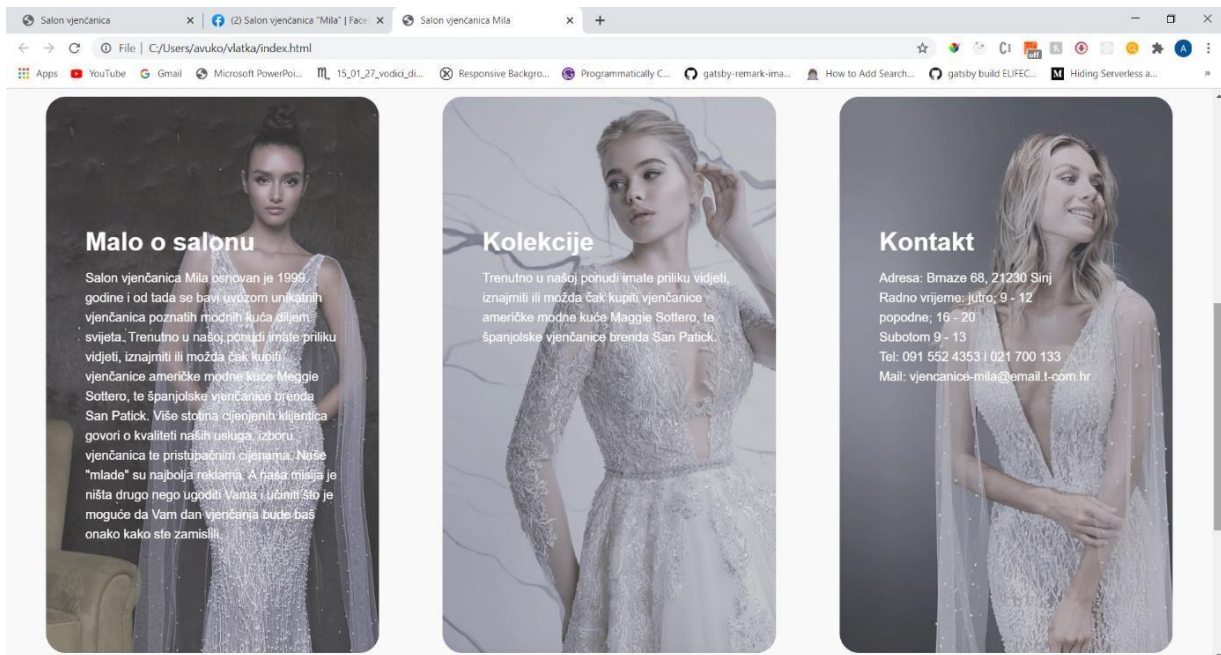 Salon vjenčanica
(2) Salon vjenčanica "Mila" | Face
Salon vjenčanica Mila
File | C:/Users/avuko/vlatka/index.html
off
A
Apps
YouTube
Gmail
Microsoft PowerPoi...
15_01_27_vodici_di...
Responsive Backgro...
Programmatically C...
gatsby-remark-ima...
How to Add Search...
gatsby build ELIFEC...
Hiding Serverless a...
Malo o salonu
Salon vjenčanica Mila osnovan je 1999.
godine i od tada se bavi uvozom unikatnih
vjenčanica poznatih modnih kuća diljem
svijeta. Trenutno u našoj ponudi imate priliku
vidjeti, iznajmiti ili možda čak kupiti
vjenčanice američke modne kuće Meggie
Sottero, te španjolske vjenčanice brenda
San Patick. Više stotina cijenjenih klijentica
govori o kvaliteti naših usluga, izboru
vjenčanica te pristupačnim cijenama. Naše
"mlade" su najbolja reklama. A naša misija je
ništa drugo nego ugoditi Vama i učiniti što je
moguće da Vam dan vjenčanja bude baš
onako kako ste zamislili.
Kolekcije
Trenutno u našoj ponudi imate priliku vidjeti,
iznajmiti ili možda čak kupiti vjenčanice
američke modne kuće Maggie Sottero, te
španjolske vjenčanice brenda San Patick.
Kontakt
Adresa: Brnaze 68, 21230 Sinj
Radno vrijeme: jutro; 9 - 12
popodne; 16 - 20
Subotom 9 - 13
Tel: 091 552 4353 i 021 700 133
Mail: vjencanice-mila@email.t-com.hr